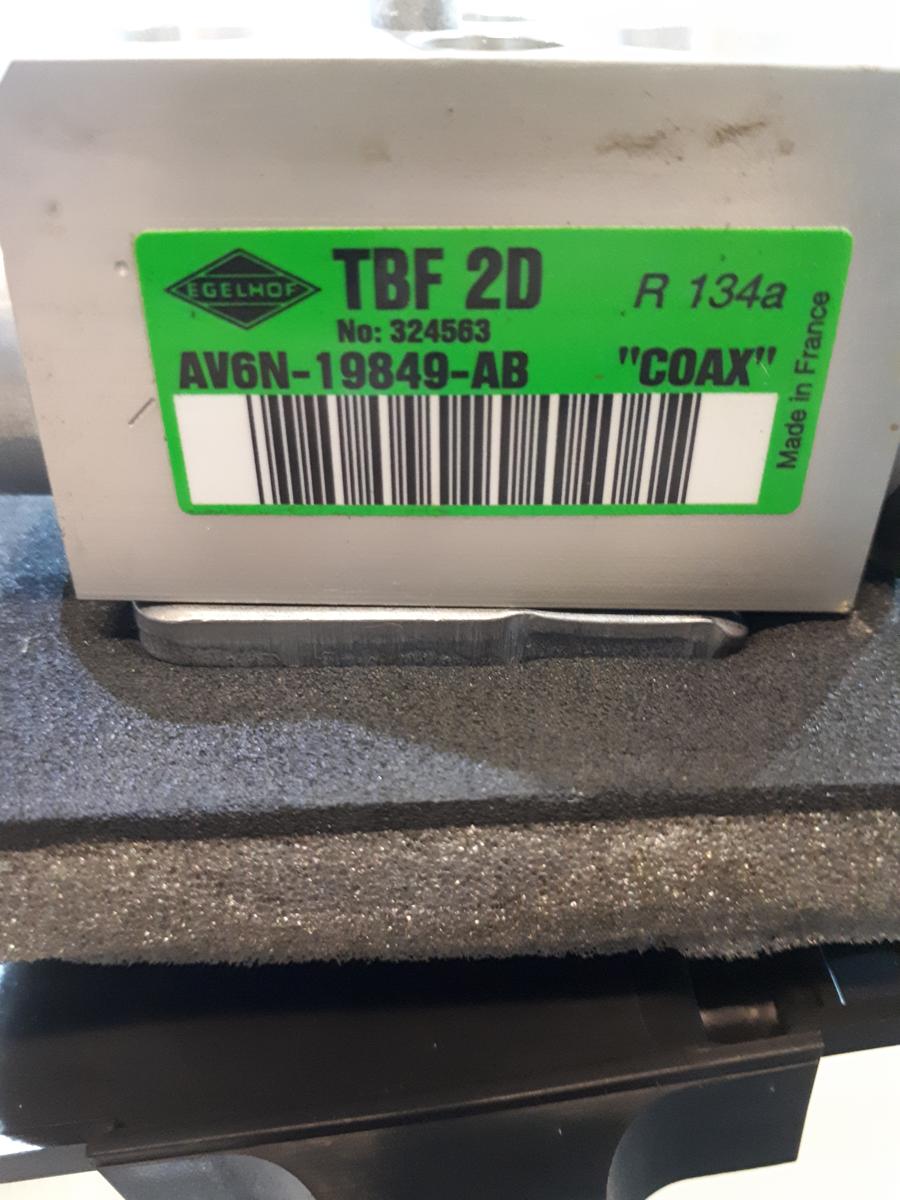 EGELHOF
TBF 2D
R 134a
No: 324563
AV6N-19849-AB
"COAX"
Made in France